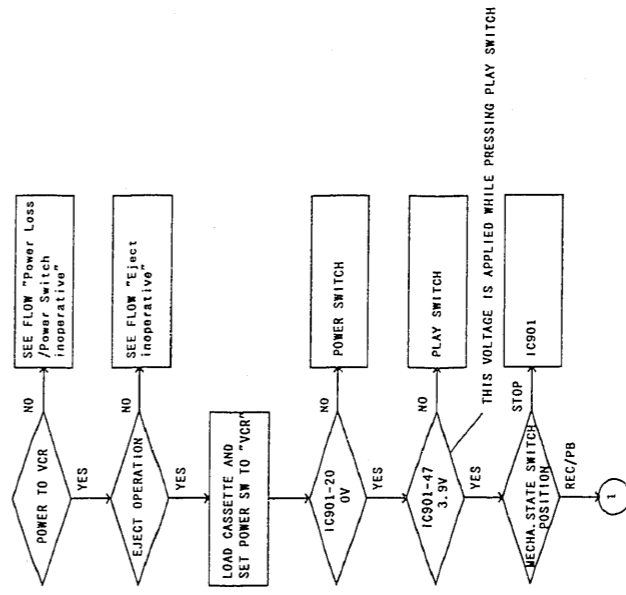 POWER TO VCR
NO
SEE FLOW "Power Loss
/Power Switch
inoperative"
YES
EJECT OPERATION
NO
SEE FLOW "Eject
inoperative"
YES
LOAD CASSETTE AND
SET POWER SW TO "VCR"
IC901-20
0V
NO
POWER SWITCH
YES
IC901-47
3.9V
NO
PLAY SWITCH
THIS VOLTAGE IS APPLIED WHILE PRESSING PLAY SWITCH
YES
MECHA.STATE SWITCH
POSITION
STOP
IC901
REC/PB
1